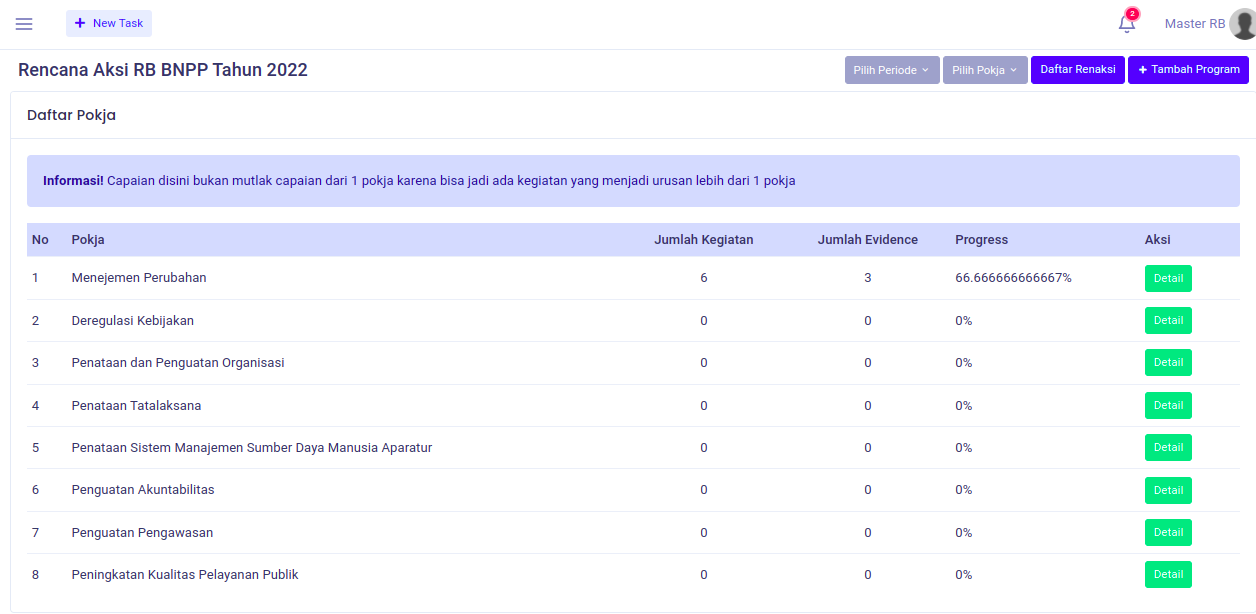 + New Task
2
Master RB
Rencana Aksi RB BNPP Tahun 2022
Pilih Periode
Pilih Pokja
Daftar Renaksi
+ Tambah Program
Daftar Pokja
Informasi! Capaian disini bukan mutlak capaian dari 1 pokja karena bisa jadi ada kegiatan yang menjadi urusan lebih dari 1 pokja
No Pokja Jumlah Kegiatan Jumlah Evidence Progress Aksi
1 Menejemen Perubahan 6 3 66.666666666667% Detail
2 Deregulasi Kebijakan 0 0 0% Detail
3 Penataan dan Penguatan Organisasi 0 0 0% Detail
4 Penataan Tatalaksana 0 0 0% Detail
5 Penataan Sistem Manajemen Sumber Daya Manusia Aparatur 0 0 0% Detail
6 Penguatan Akuntabilitas 0 0 0% Detail
7 Penguatan Pengawasan 0 0 0% Detail
8 Peningkatan Kualitas Pelayanan Publik 0 0 0% Detail